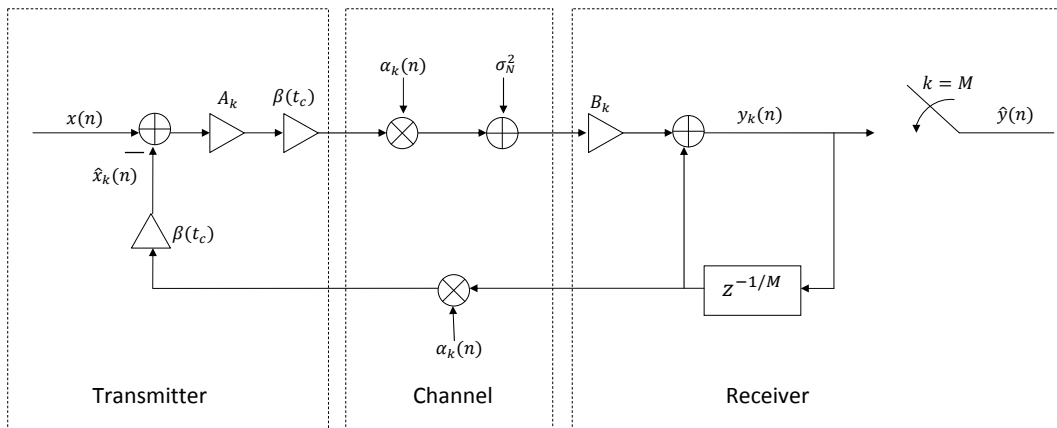 x(n)
A_k
β(t_c)
α_k(n)
σ_N^2
B_k
y_k(n)
k = M
ŷ(n)
−
x̂_k(n)
β(t_c)
α_k(n)
Z^{−1/M}
Transmitter
Channel
Receiver